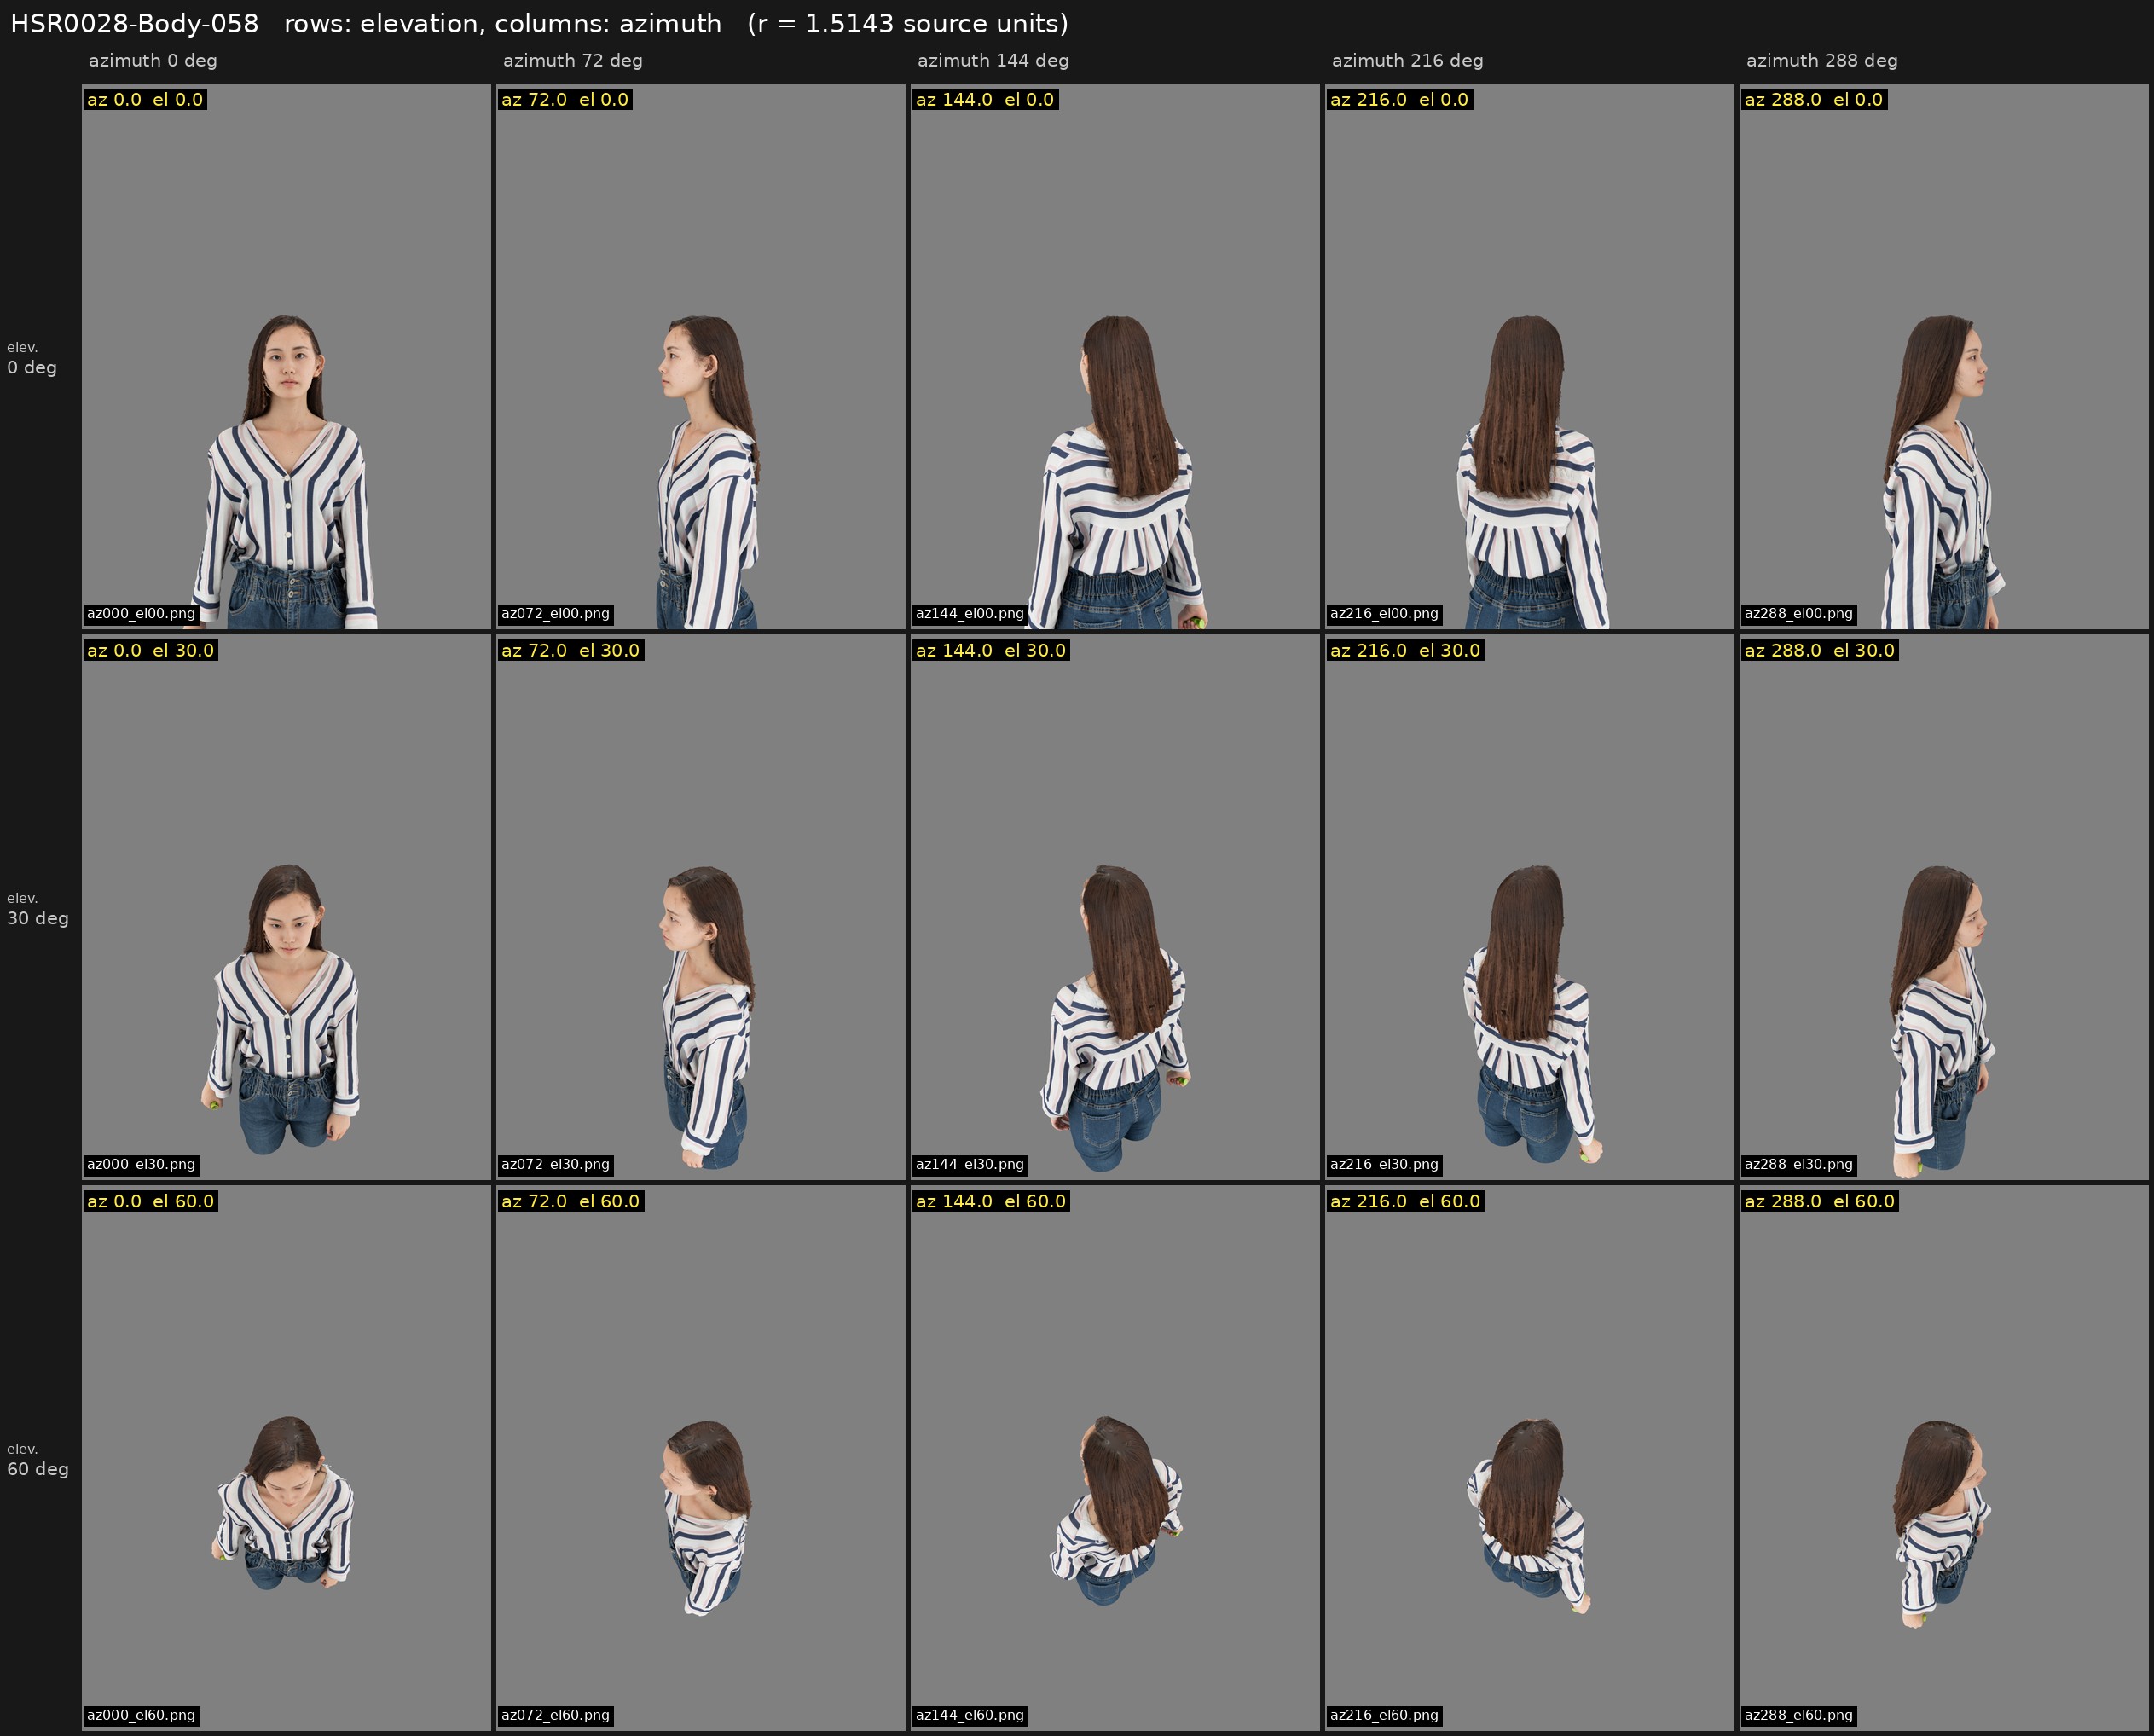 HSR0028-Body-058   rows: elevation, columns: azimuth   (r = 1.5143 source units)
azimuth 0 deg
azimuth 72 deg
azimuth 144 deg
azimuth 216 deg
azimuth 288 deg
elev.
0 deg
az 0.0  el 0.0
az000_el00.png
az 72.0  el 0.0
az072_el00.png
az 144.0  el 0.0
az144_el00.png
az 216.0  el 0.0
az216_el00.png
az 288.0  el 0.0
az288_el00.png
elev.
30 deg
az 0.0  el 30.0
az000_el30.png
az 72.0  el 30.0
az072_el30.png
az 144.0  el 30.0
az144_el30.png
az 216.0  el 30.0
az216_el30.png
az 288.0  el 30.0
az288_el30.png
elev.
60 deg
az 0.0  el 60.0
az000_el60.png
az 72.0  el 60.0
az072_el60.png
az 144.0  el 60.0
az144_el60.png
az 216.0  el 60.0
az216_el60.png
az 288.0  el 60.0
az288_el60.png